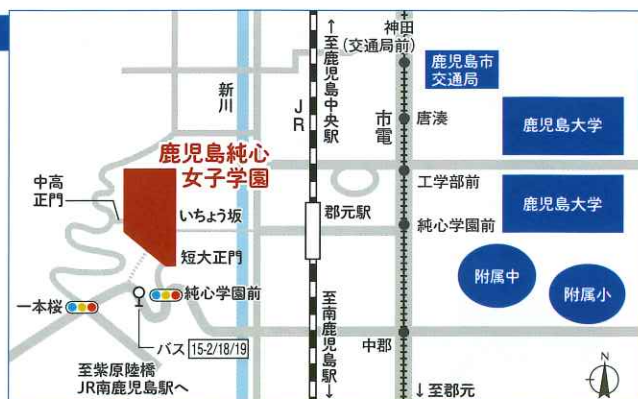 神田
(交通局前)
↑至鹿児島中央駅
鹿児島市
交通局
新川
JR
市電
唐湊
鹿児島大学
鹿児島純心
女子学園
中高
正門
いちょう坂
郡元駅
工学部前
鹿児島大学
純心学園前
短大正門
附属中
附属小
一本桜
純心学園前
バス 15-2/18/19
至南鹿児島駅↓
中郡
至紫原陸橋
JR南鹿児島駅へ
↓至郡元
N